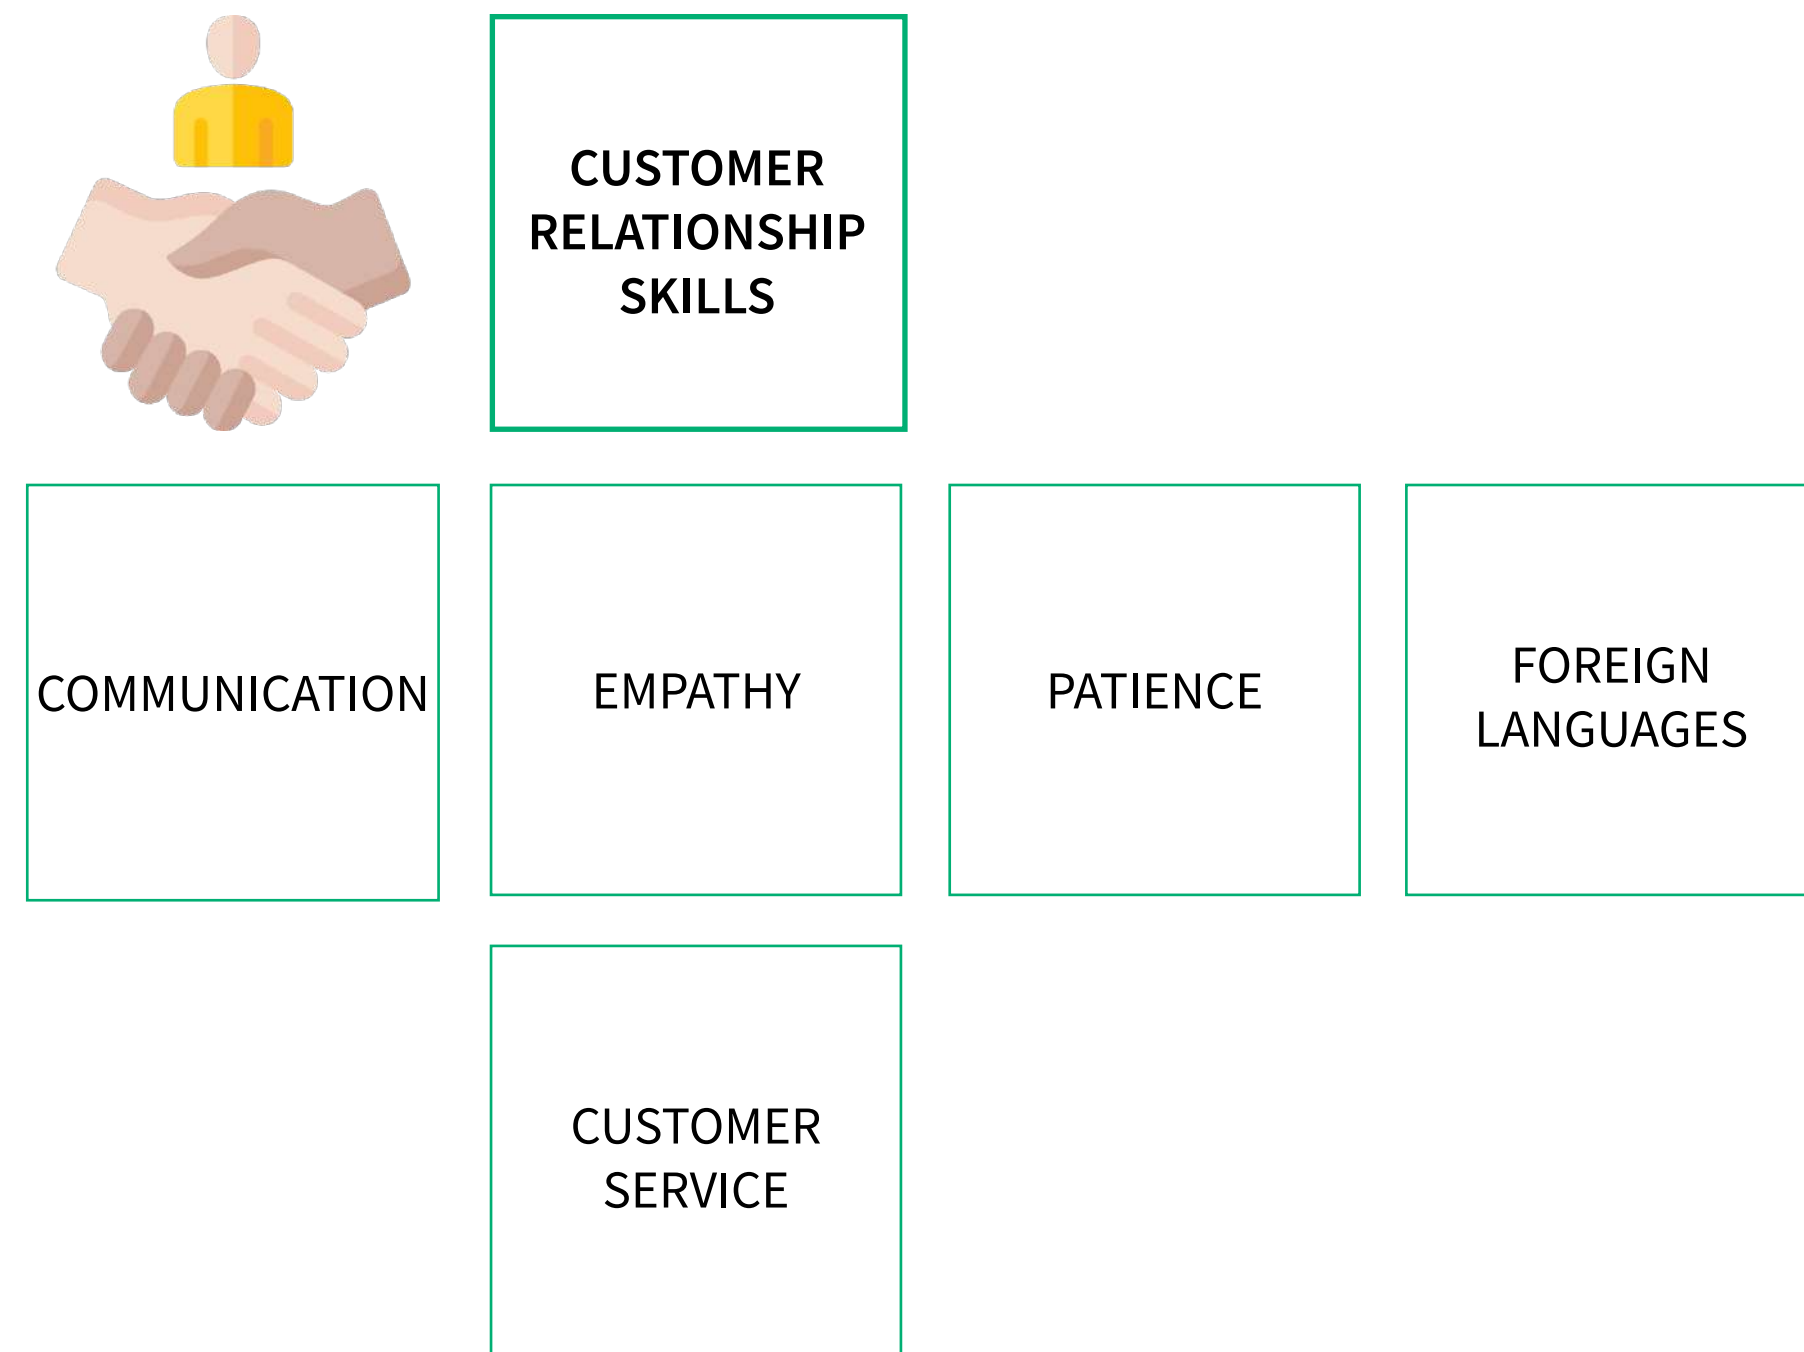 CUSTOMER
RELATIONSHIP
SKILLS
COMMUNICATION
EMPATHY
PATIENCE
FOREIGN
LANGUAGES
CUSTOMER
SERVICE